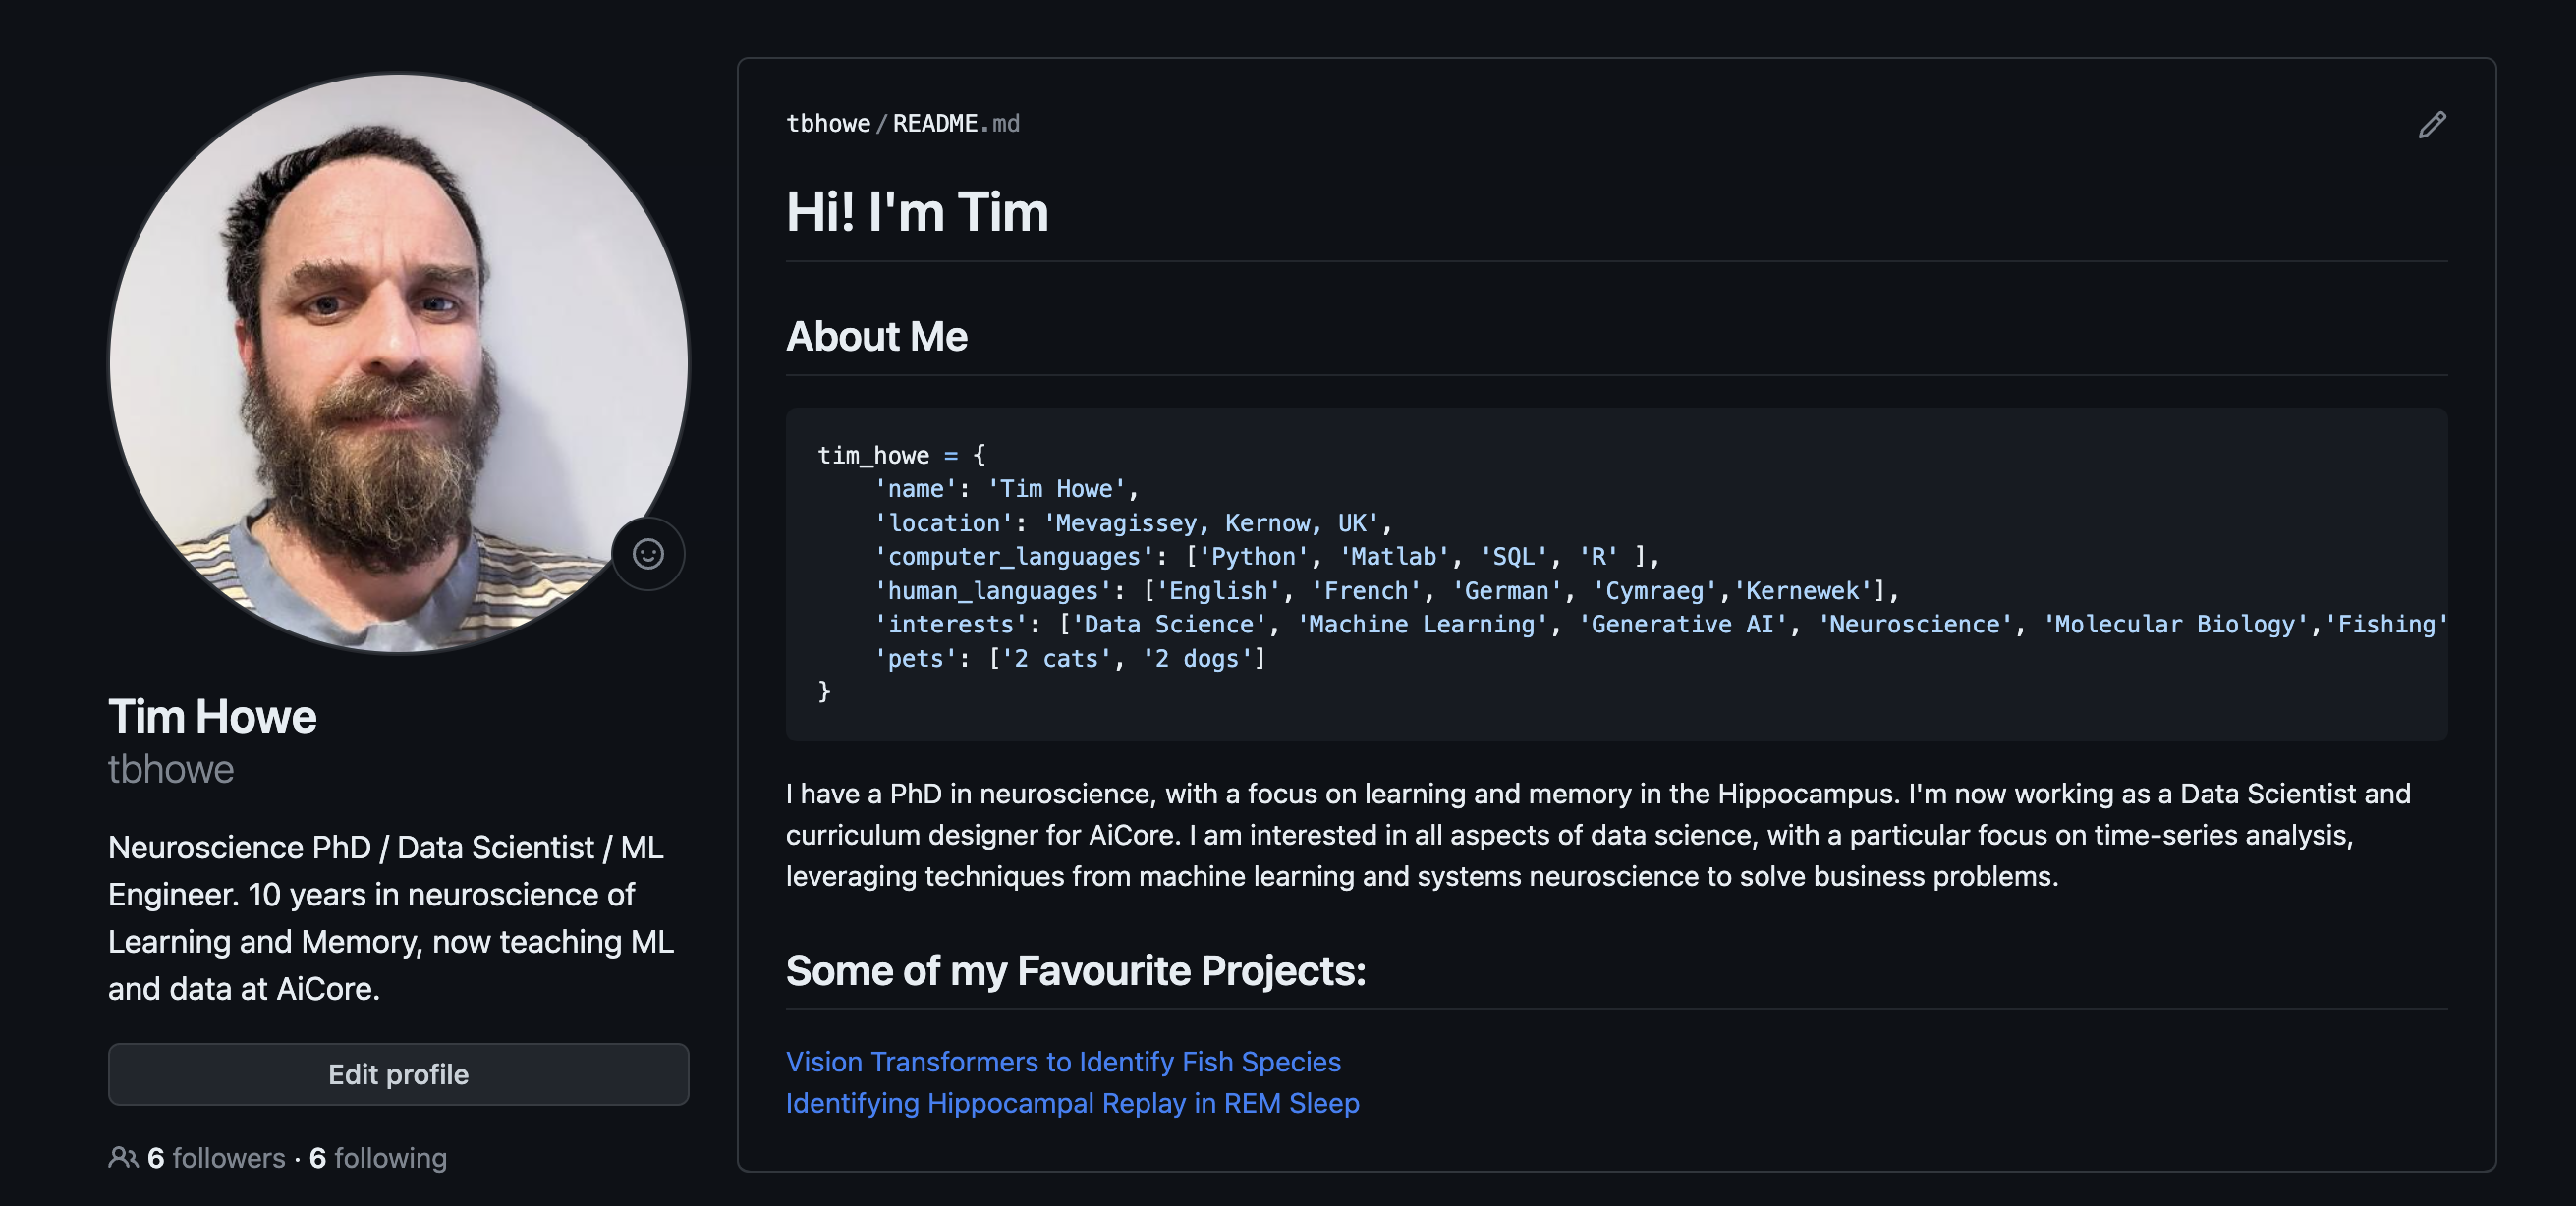 Tim Howe
tbhowe
Neuroscience PhD / Data Scientist / ML
Engineer. 10 years in neuroscience of
Learning and Memory, now teaching ML
and data at AiCore.
Edit profile
6 followers · 6 following
tbhowe/README.md
Hi! I'm Tim
About Me
tim_howe = {
    'name': 'Tim Howe',
    'location': 'Mevagissey, Kernow, UK',
    'computer_languages': ['Python', 'Matlab', 'SQL', 'R' ],
    'human_languages': ['English', 'French', 'German', 'Cymraeg','Kernewek'],
    'interests': ['Data Science', 'Machine Learning', 'Generative AI', 'Neuroscience', 'Molecular Biology','Fishing'
    'pets': ['2 cats', '2 dogs']
}
I have a PhD in neuroscience, with a focus on learning and memory in the Hippocampus. I'm now working as a Data Scientist and
curriculum designer for AiCore. I am interested in all aspects of data science, with a particular focus on time-series analysis,
leveraging techniques from machine learning and systems neuroscience to solve business problems.
Some of my Favourite Projects:
Vision Transformers to Identify Fish Species
Identifying Hippocampal Replay in REM Sleep